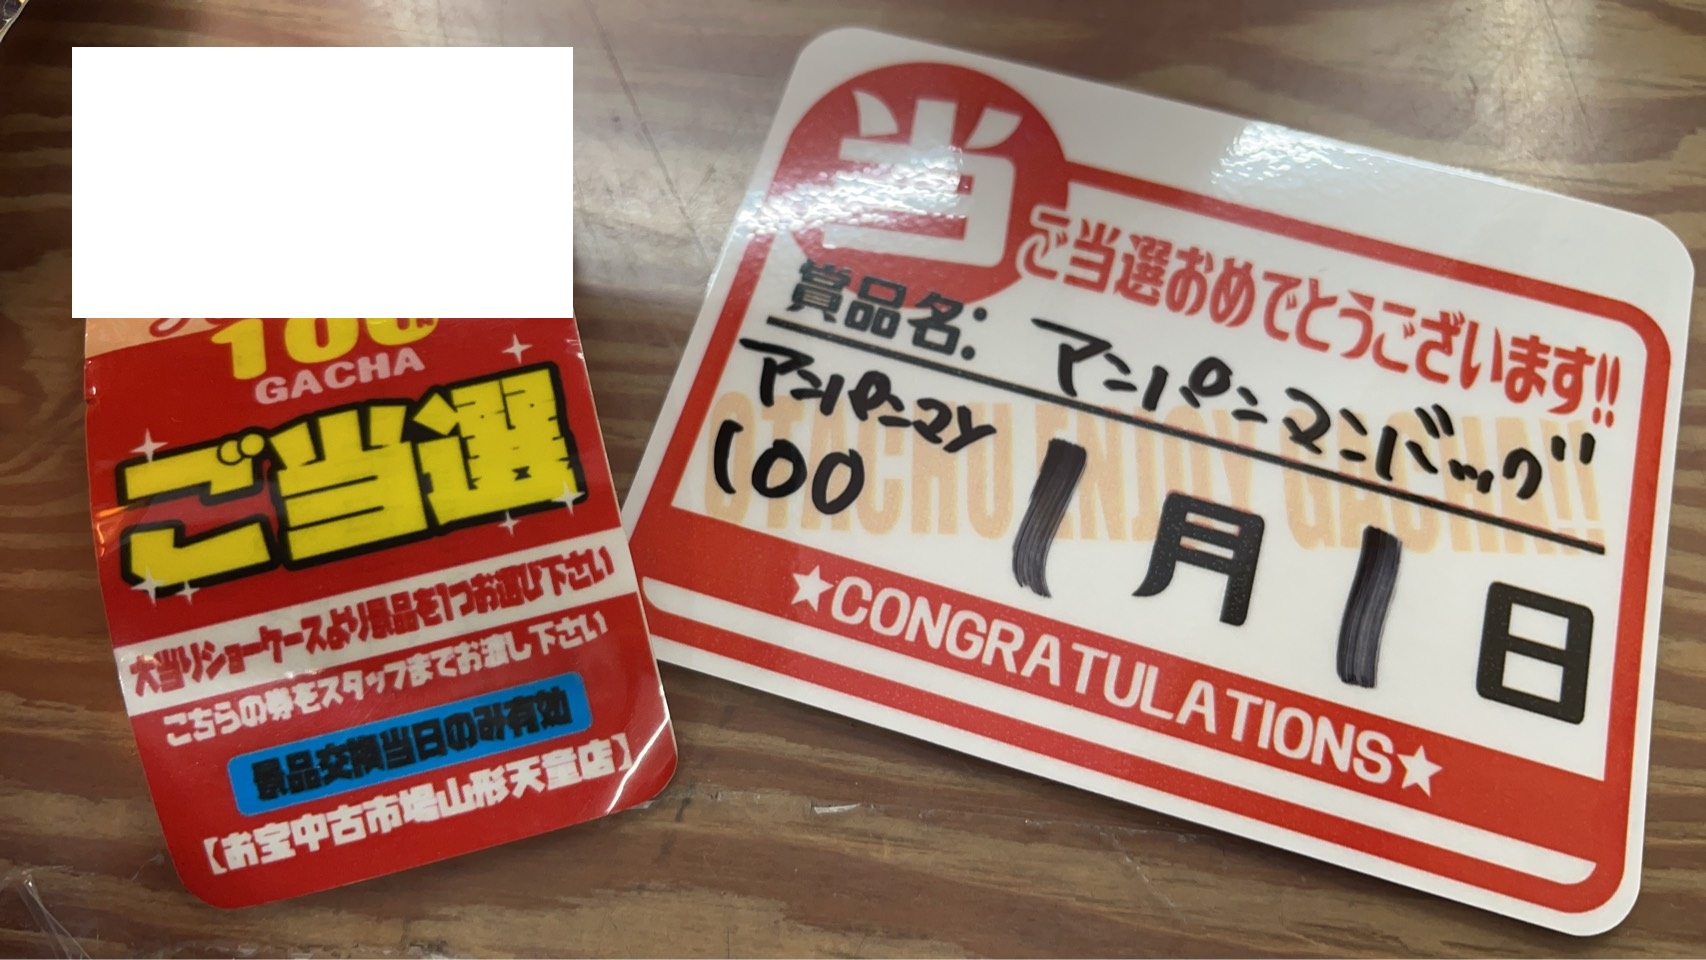 100
GACHA
ご当選
大当りショーケースより景品を1つお選び下さい
こちらの券をスタッフまでお渡し下さい
景品交換当日のみ有効
【お宝中古市場山形天童店】
当
ご当選おめでとうございます!!
賞品名: アンパンマンバッグ
アンパンマン
100
OTACHU ENJOY GACHA!!
1月1日
★CONGRATULATIONS★